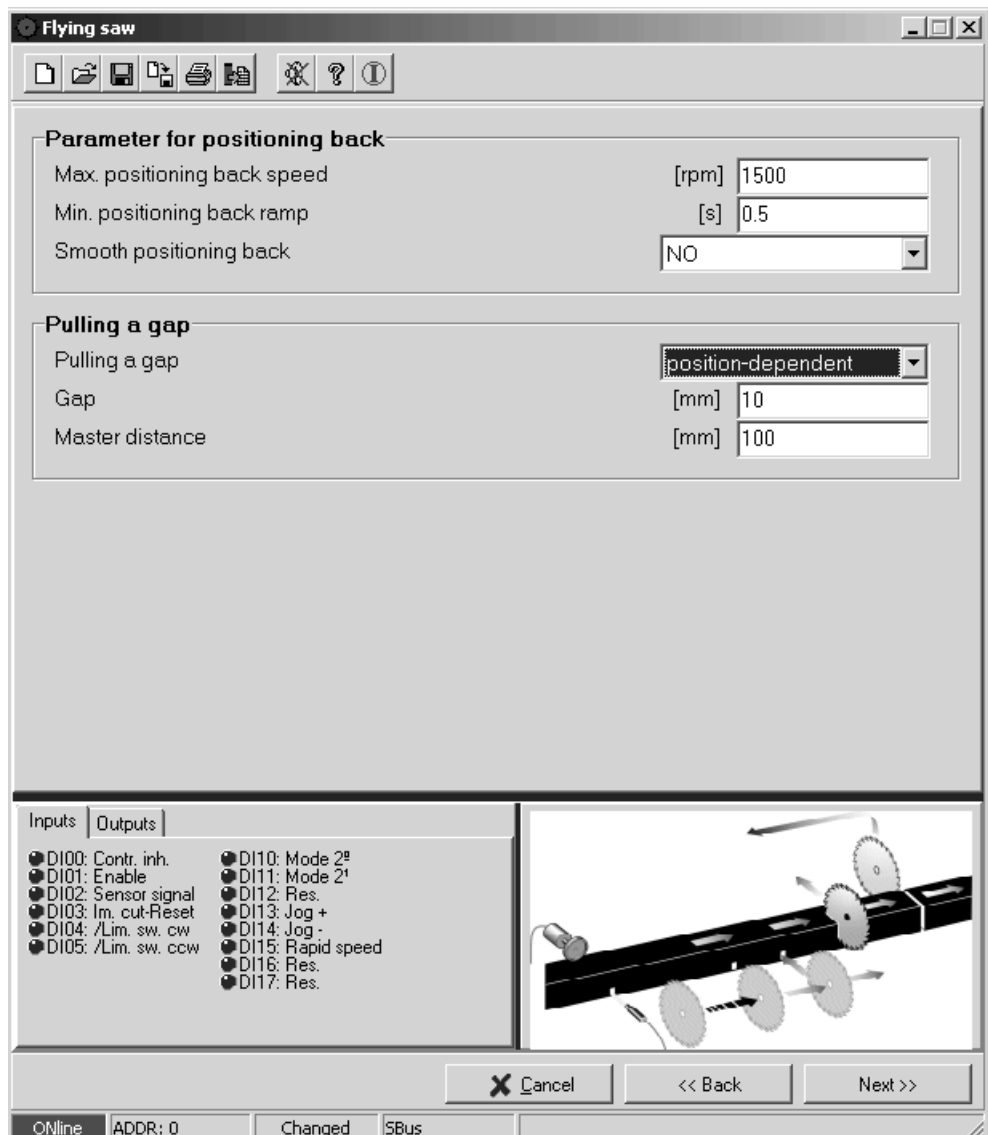 Flying saw
Parameter for positioning back
Max. positioning back speed [rpm] 1500
Min. positioning back ramp [s] 0.5
Smooth positioning back NO
Pulling a gap
Pulling a gap position-dependent
Gap [mm] 10
Master distance [mm] 100
Inputs Outputs
DI00: Contr. inh.
DI01: Enable
DI02: Sensor signal
DI03: Im. cut-Reset
DI04: /Lim. sw. cw
DI05: /Lim. sw. ccw
DI10: Mode 2º
DI11: Mode 2¹
DI12: Res.
DI13: Jog +
DI14: Jog -
DI15: Rapid speed
DI16: Res.
DI17: Res.
Cancel << Back Next >>
ONline ADDR: 0 Changed SBus